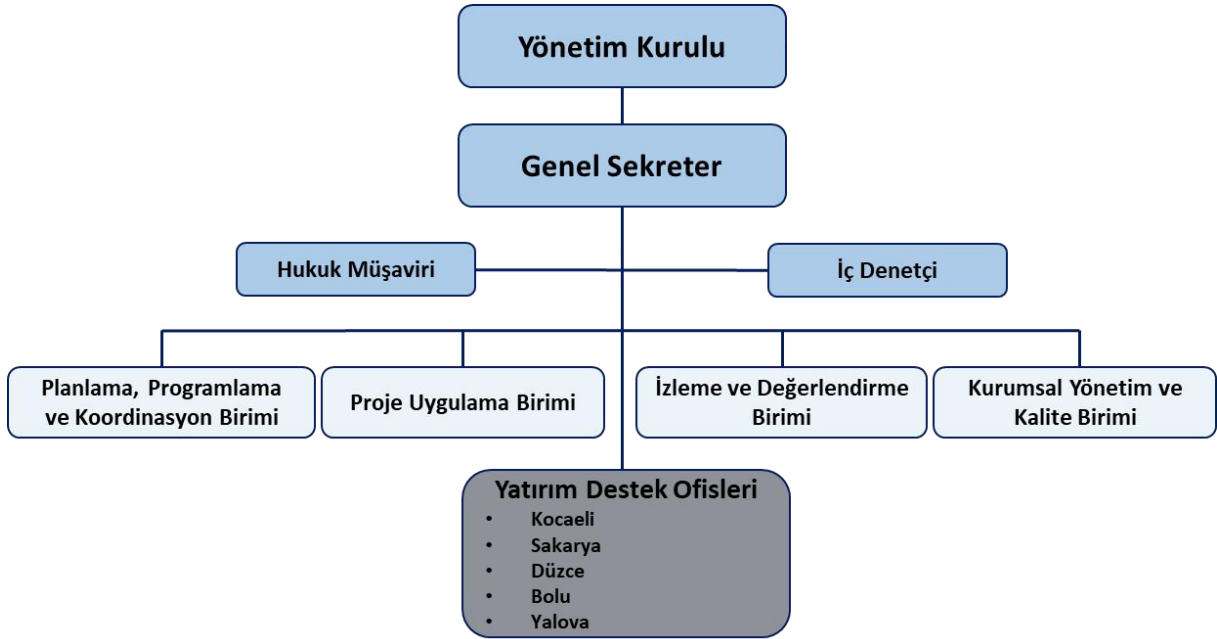 Yönetim Kurulu
Genel Sekreter
Hukuk Müşaviri
İç Denetçi
Planlama, Programlama
ve Koordinasyon Birimi
Proje Uygulama Birimi
İzleme ve Değerlendirme
Birimi
Kurumsal Yönetim ve
Kalite Birimi
Yatırım Destek Ofisleri
• Kocaeli
• Sakarya
• Düzce
• Bolu
• Yalova